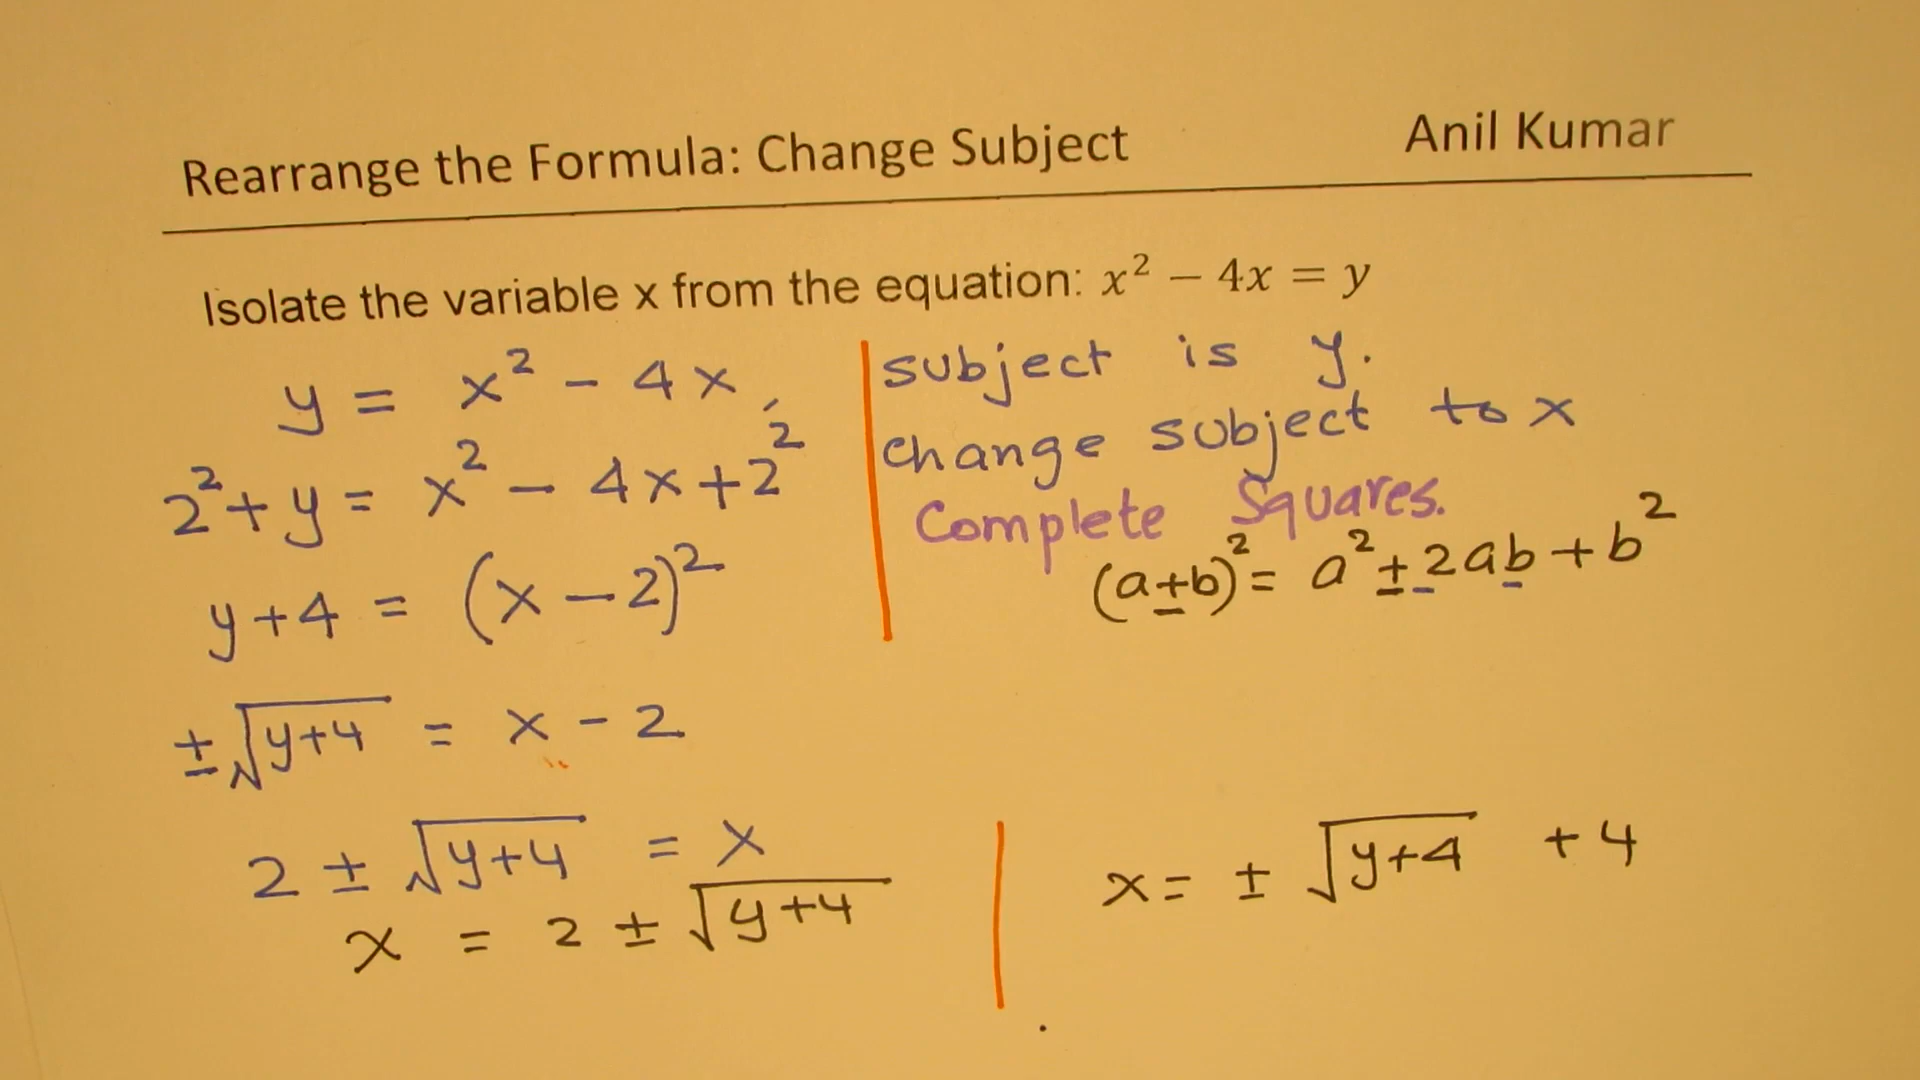 Rearrange the Formula: Change Subject Anil Kumar
Isolate the variable x from the equation: x² − 4x = y
y = x² - 4x,
2² + y = x² - 4x + 2²
y + 4 = (x - 2)²
± √(y+4) = x - 2
2 ± √(y+4) = x
x = 2 ± √(y+4)
subject is y.
change subject to x
Complete Squares.
(a±b)² = a² ± 2ab + b²
x = ± √(y+4) + 4